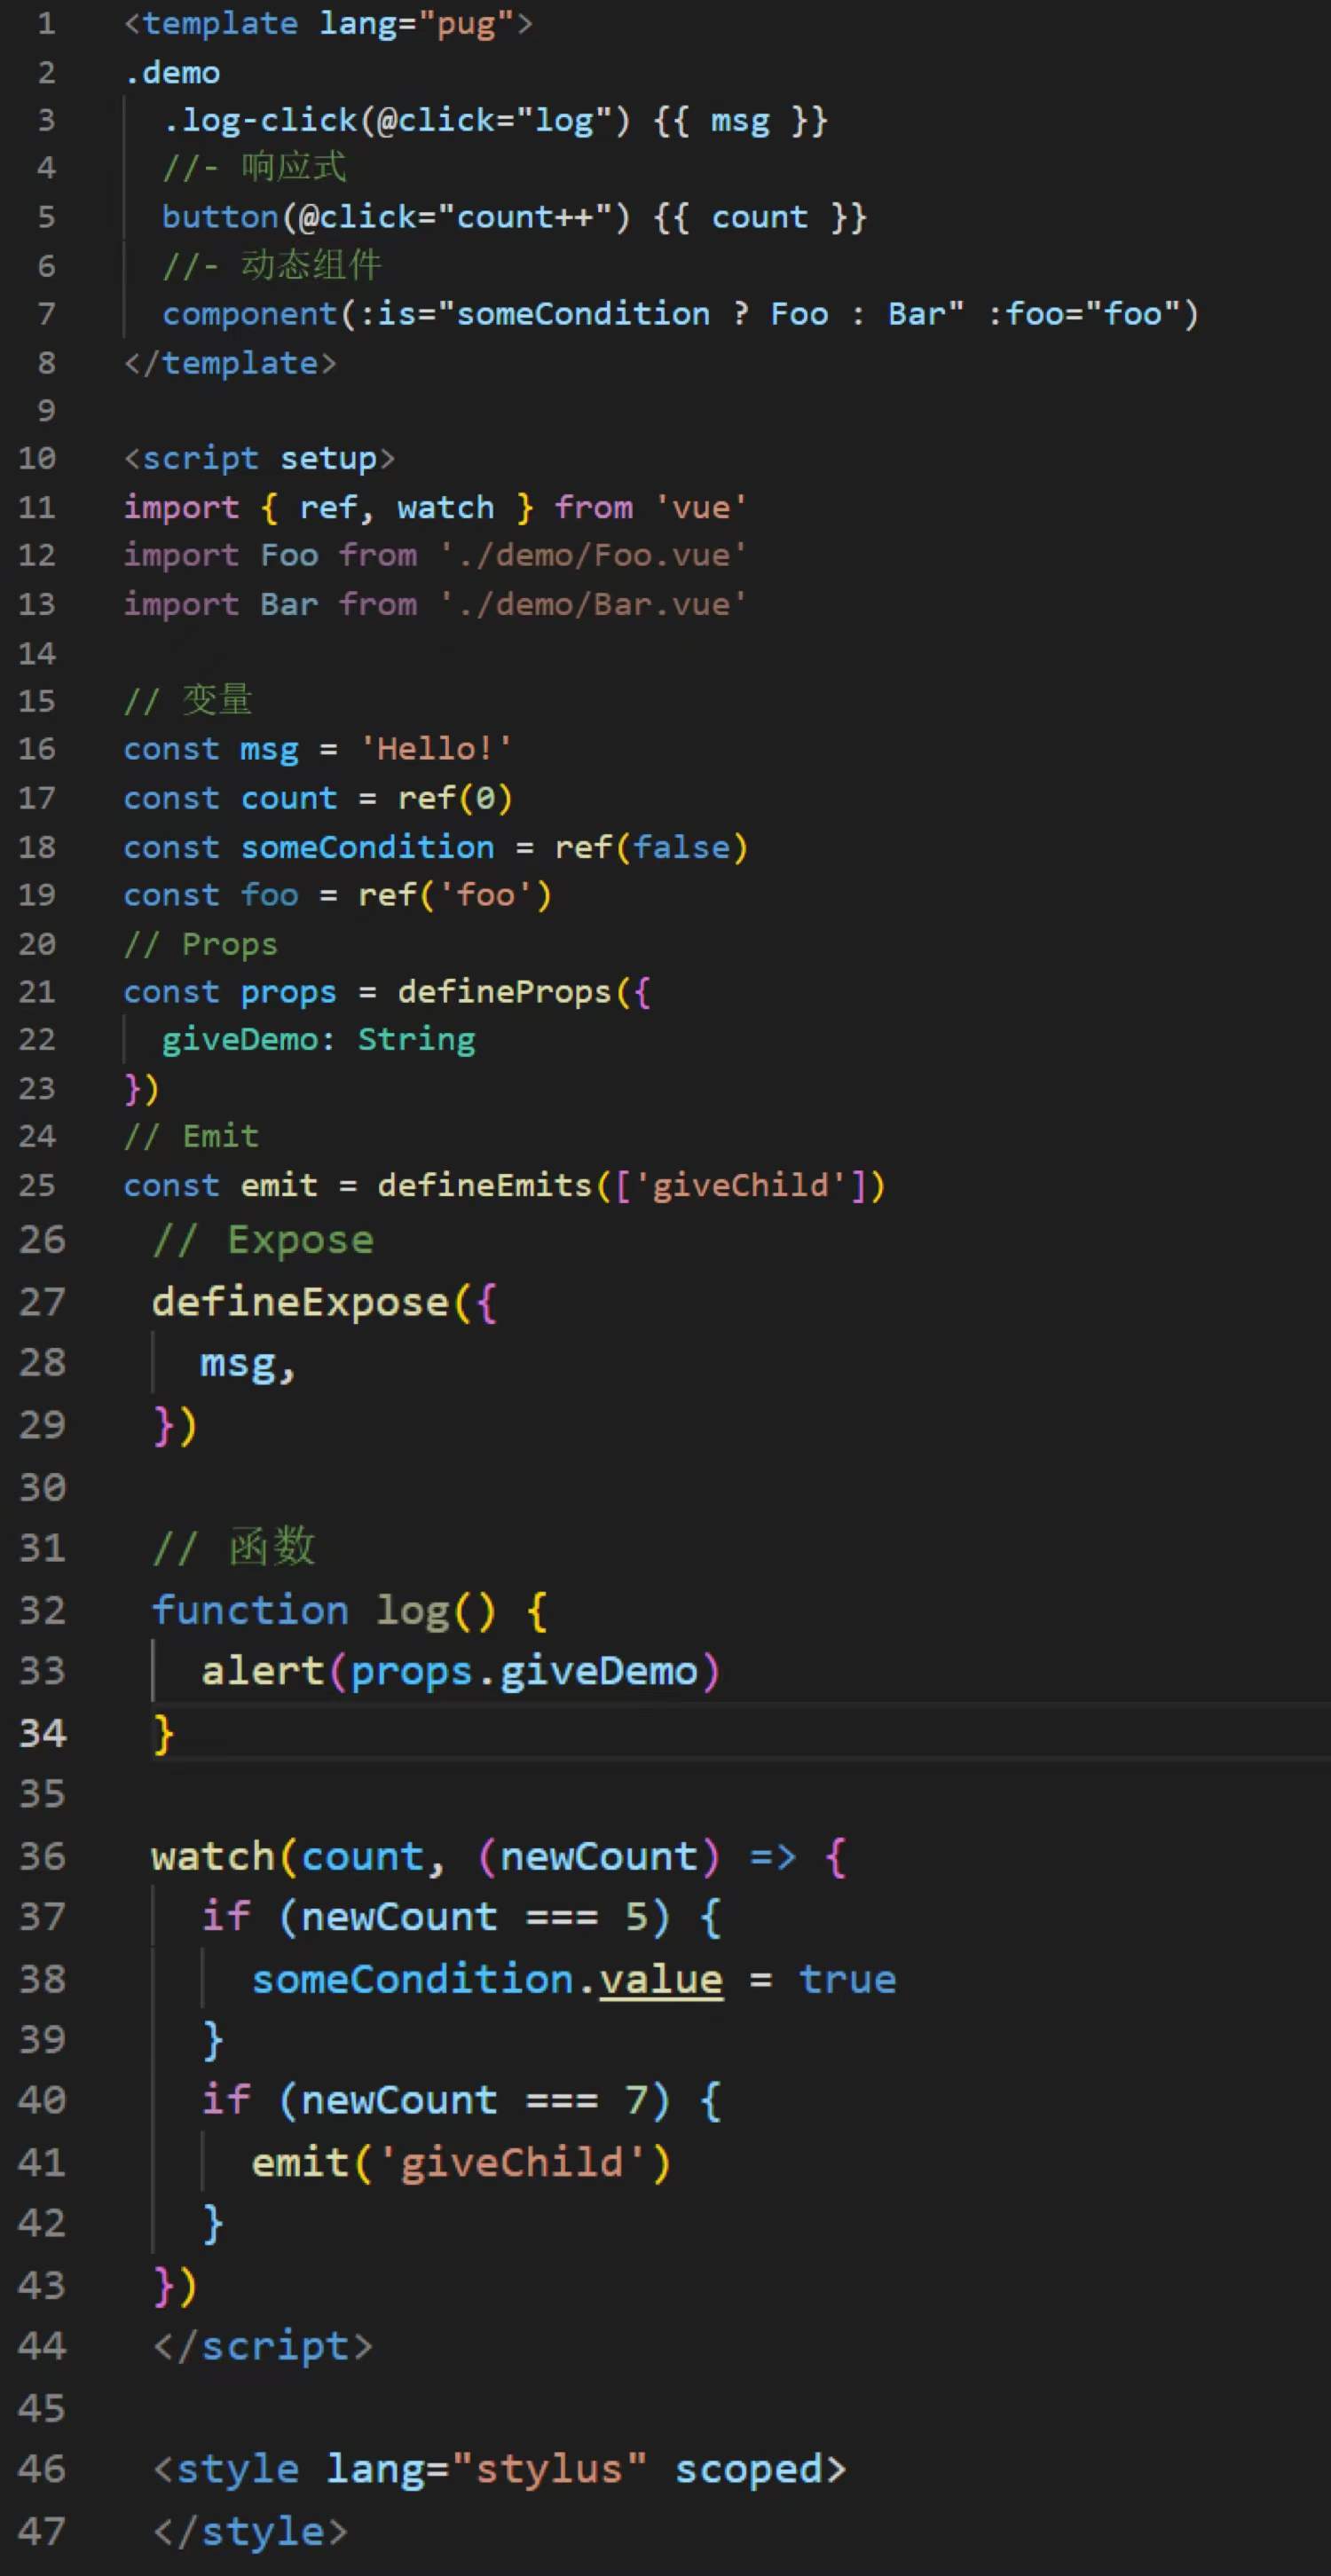 1 <template lang="pug">
2 .demo
3   .log-click(@click="log") {{ msg }}
4   //- 响应式
5   button(@click="count++") {{ count }}
6   //- 动态组件
7   component(:is="someCondition ? Foo : Bar" :foo="foo")
8 </template>
9
10 <script setup>
11 import { ref, watch } from 'vue'
12 import Foo from './demo/Foo.vue'
13 import Bar from './demo/Bar.vue'
14
15 // 变量
16 const msg = 'Hello!'
17 const count = ref(0)
18 const someCondition = ref(false)
19 const foo = ref('foo')
20 // Props
21 const props = defineProps({
22   giveDemo: String
23 })
24 // Emit
25 const emit = defineEmits(['giveChild'])
26 // Expose
27 defineExpose({
28   msg,
29 })
30
31 // 函数
32 function log() {
33   alert(props.giveDemo)
34 }
35
36 watch(count, (newCount) => {
37   if (newCount === 5) {
38     someCondition.value = true
39   }
40   if (newCount === 7) {
41     emit('giveChild')
42   }
43 })
44 </script>
45
46 <style lang="stylus" scoped>
47 </style>